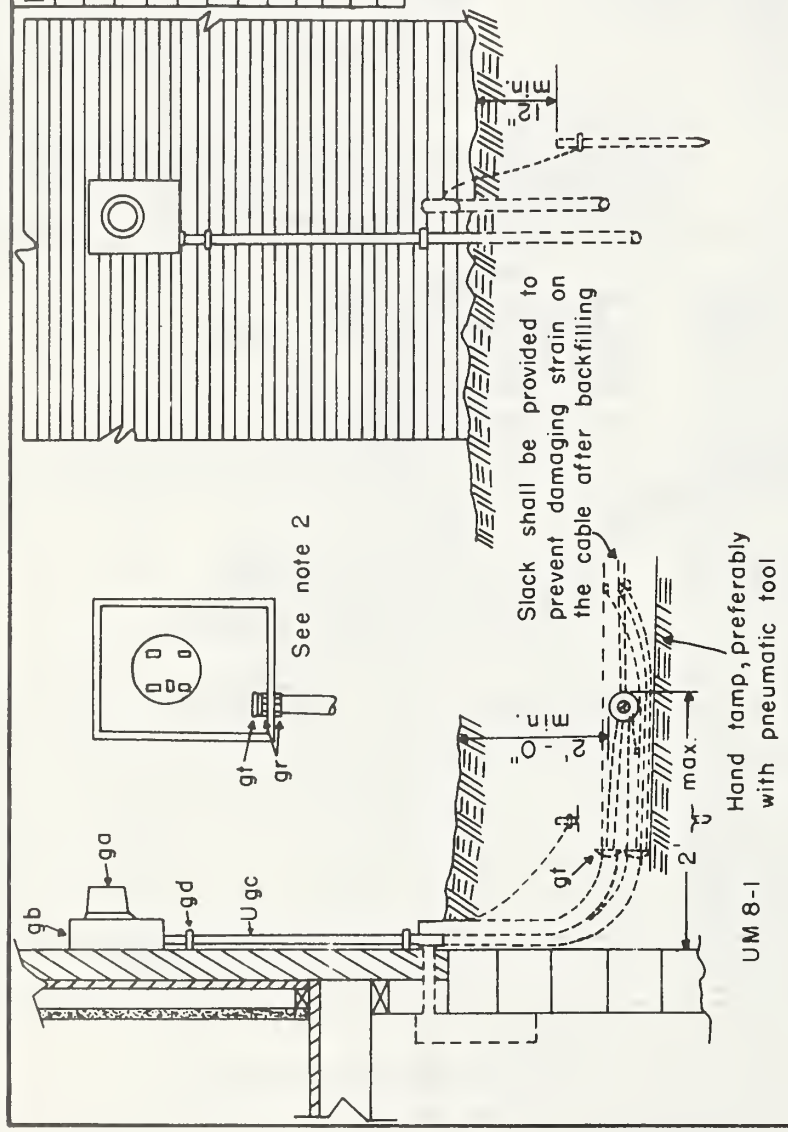 ga
gb
gd
Ugc
gt
gr
See note 2
12"
min.
Slack shall be provided to
prevent damaging strain on
the cable after backfilling
2'-0"
min.
gt
2' max.
Hand tamp, preferably
with pneumatic tool
UM 8-1